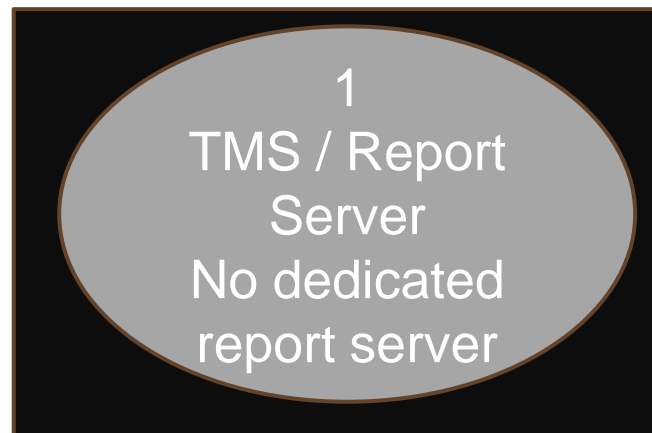 1
TMS / Report
Server
No dedicated
report server